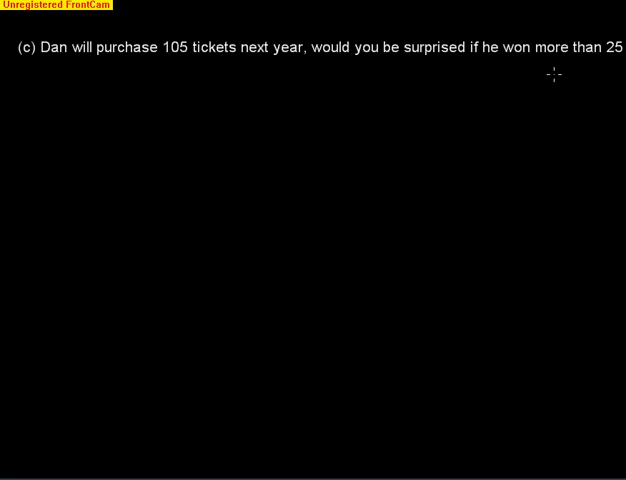 Unregistered FrontCam
(c) Dan will purchase 105 tickets next year, would you be surprised if he won more than 25